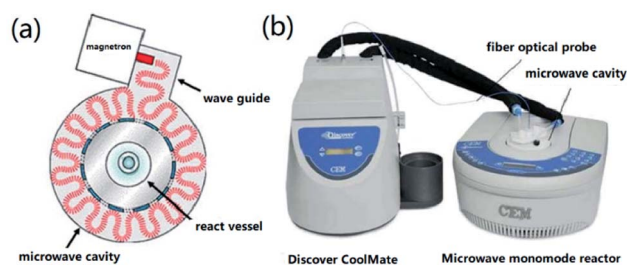 (a)
magnetron
wave guide
react vessel
microwave cavity
(b)
fiber optical probe
microwave cavity
Discover
CEM
CEM
Discover CoolMate
Microwave monomode reactor